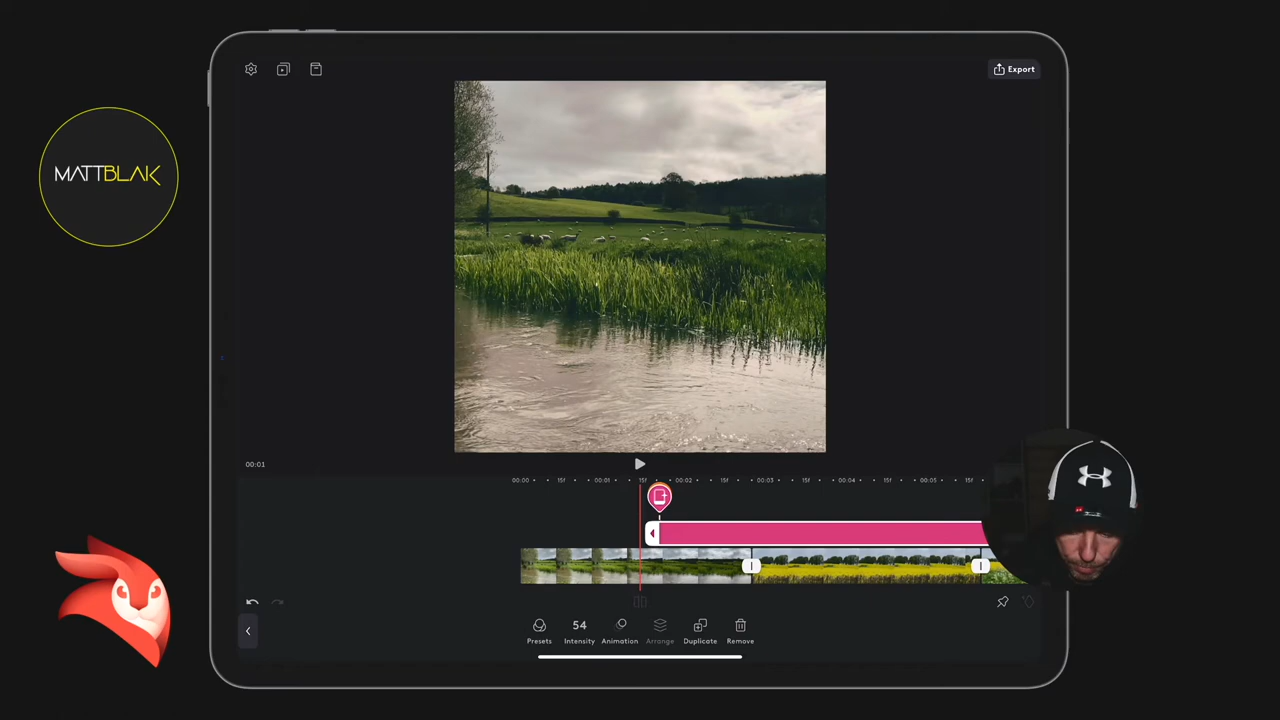 Export
MATTBLAK
00:01
00:00
15f
00:01
15f
00:02
15f
00:03
15f
00:04
15f
00:05
15f
54
Presets
Intensity
Animation
Arrange
Duplicate
Remove